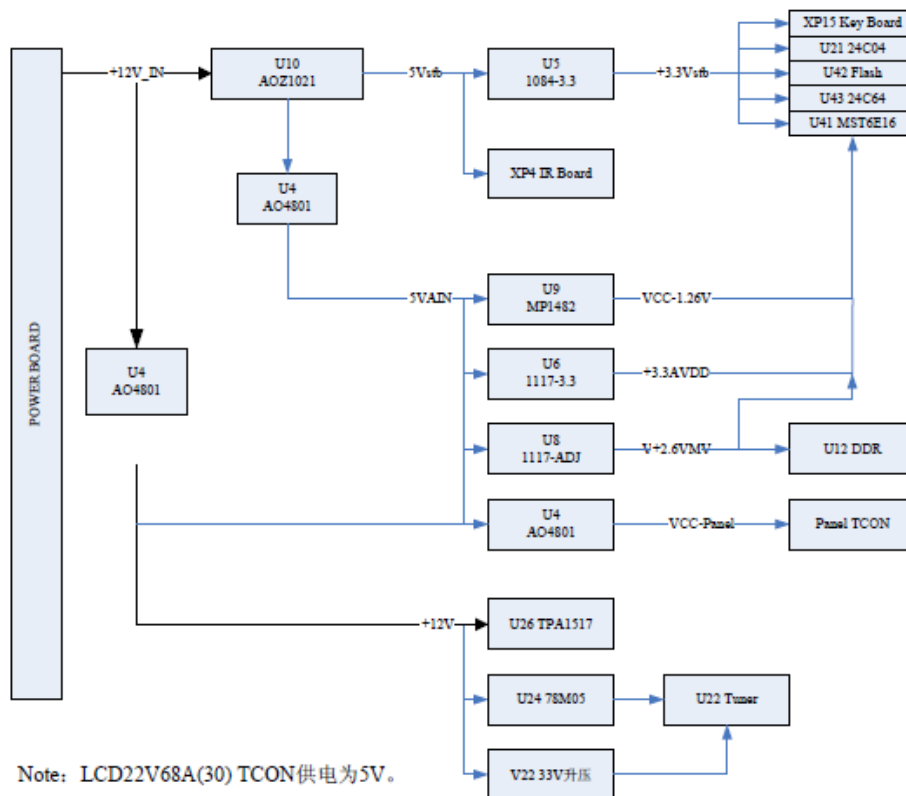 XP15 Key Board
U10
AOZ1021
U21 24C04
+12V_IN
5Vstb
U5
1084-3.3
+3.3Vstb
U42 Flash
U43 24C64
U41 MST6E16
XP4 IR Board
U4
AO4801
5VAIN
U9
MP1482
VCC-1.26V
POWER BOARD
U4
AO4801
U6
1117-3.3
+3.3AVDD
U8
1117-ADJ
V+2.6VMV
U12 DDR
U4
AO4801
VCC-Panel
Panel TCON
+12V
U26 TPA1517
U24 78M05
U22 Tuner
V22 33V升压
Note：LCD22V68A(30) TCON供电为5V。